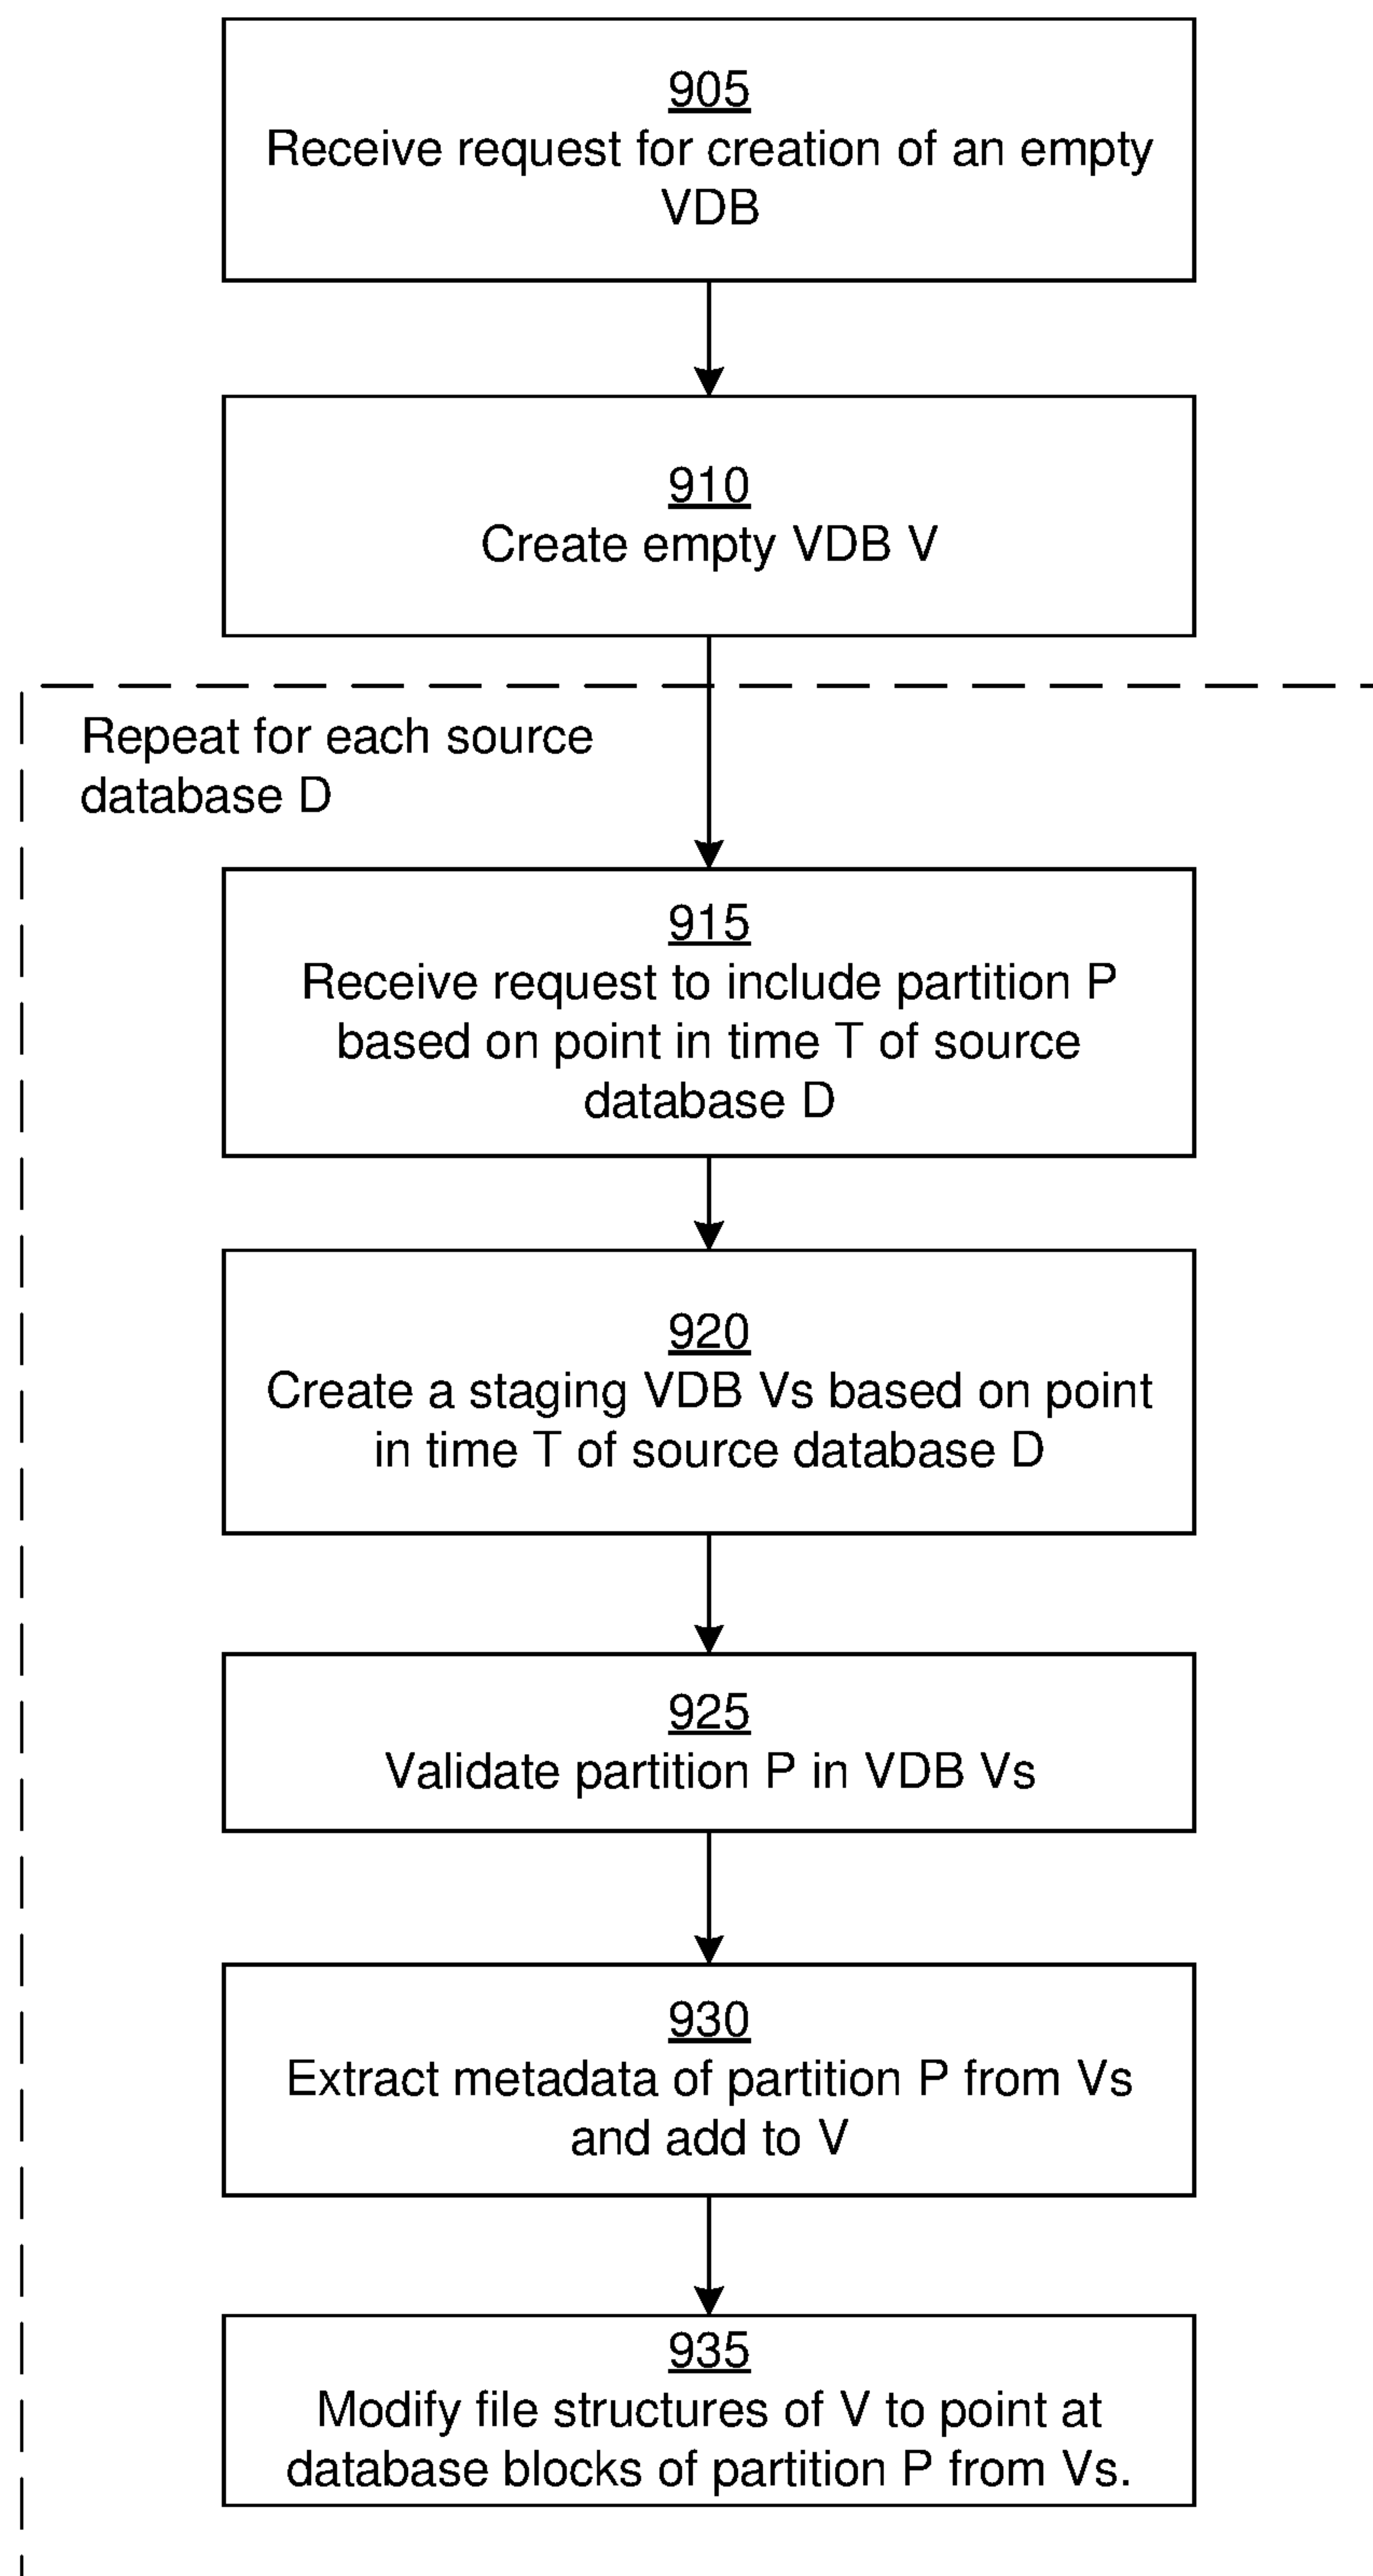 905
Receive request for creation of an empty
VDB
910
Create empty VDB V
Repeat for each source
database D
915
Receive request to include partition P
based on point in time T of source
database D
920
Create a staging VDB Vs based on point
in time T of source database D
925
Validate partition P in VDB Vs
930
Extract metadata of partition P from Vs
and add to V
935
Modify file structures of V to point at
database blocks of partition P from Vs.